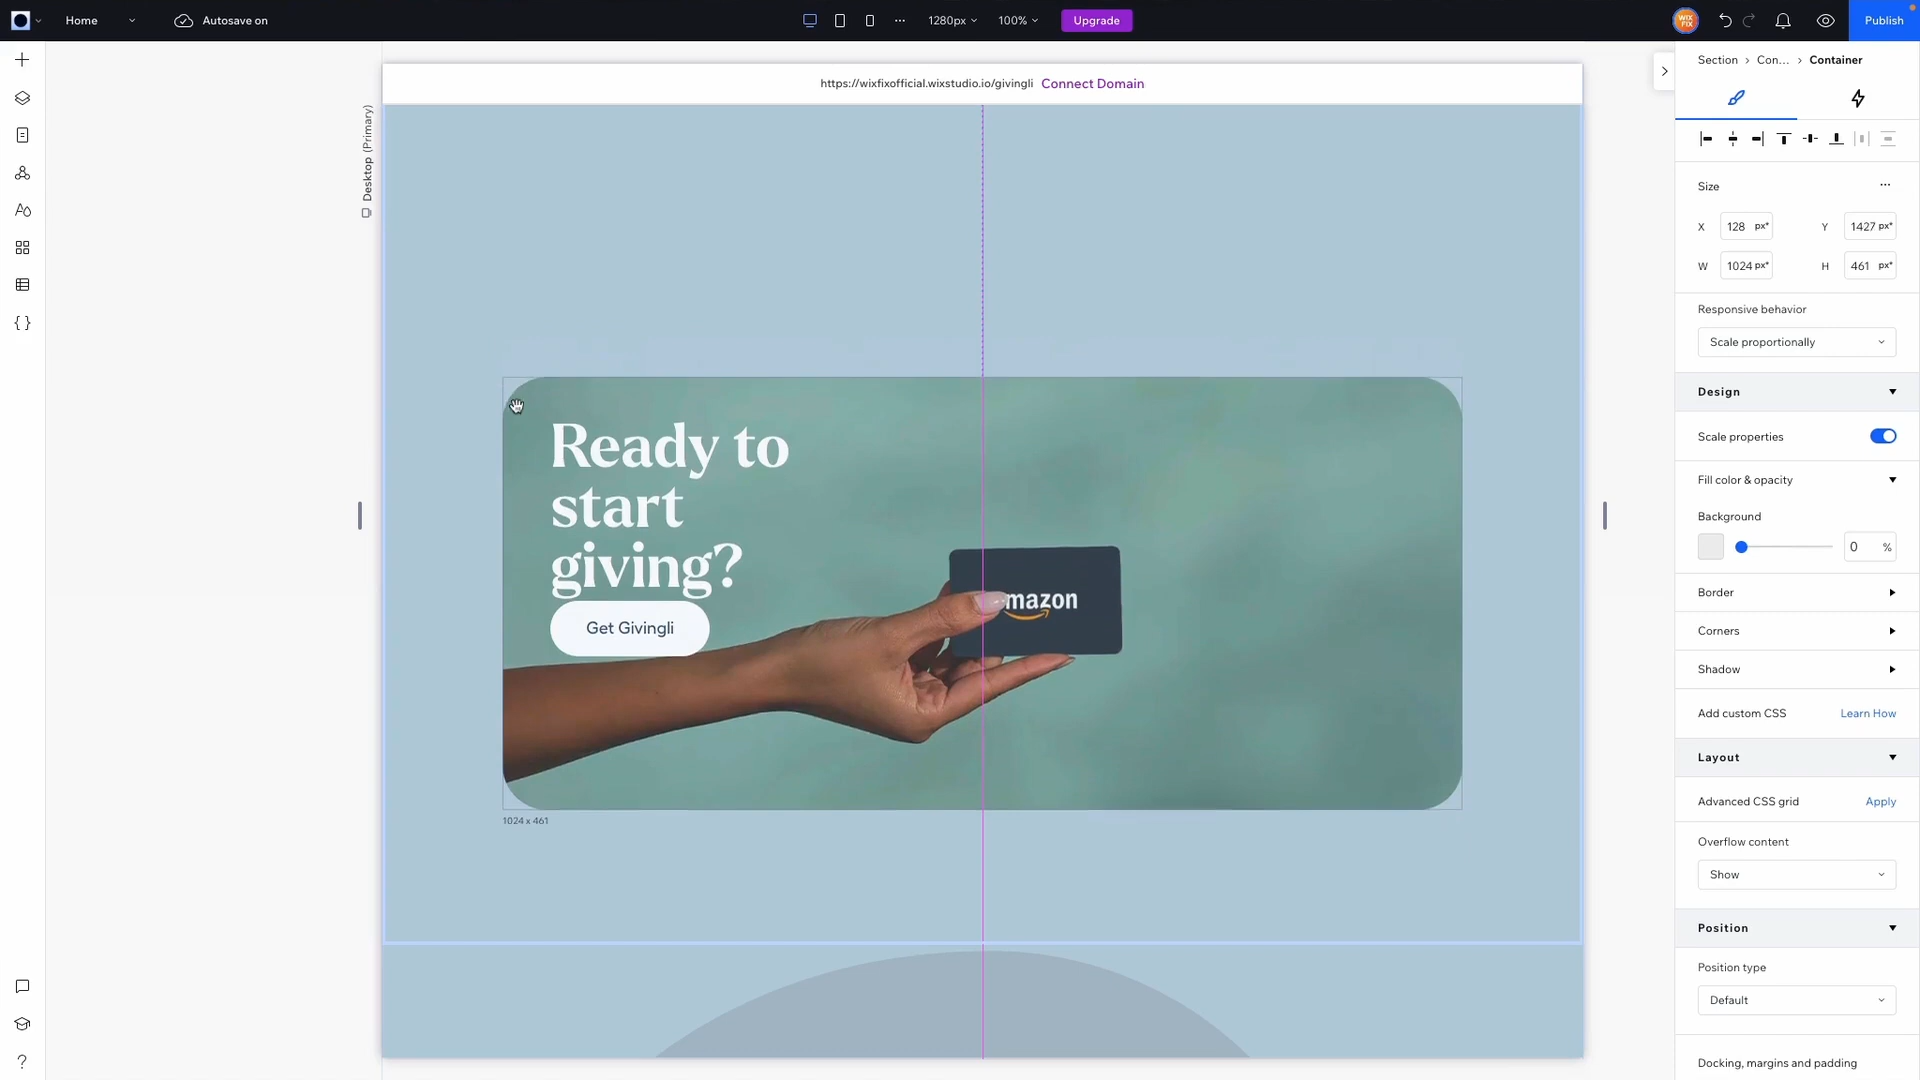 Home
Autosave on
1280px
100%
Upgrade
WIX
FIX
Publish
https://wixfixofficial.wixstudio.io/givingli Connect Domain
Desktop (Primary)
Section > Con... > Container
Size
X 128 px* Y 1427 px*
W 1024 px* H 461 px*
Responsive behavior
Scale proportionally
Design
Scale properties
Fill color & opacity
Background
0 %
Border
Corners
Shadow
Add custom CSS Learn How
Layout
Advanced CSS grid Apply
Overflow content
Show
Position
Position type
Default
Docking, margins and padding
Ready to
start
giving?
Get Givingli
mazon
1024 x 461